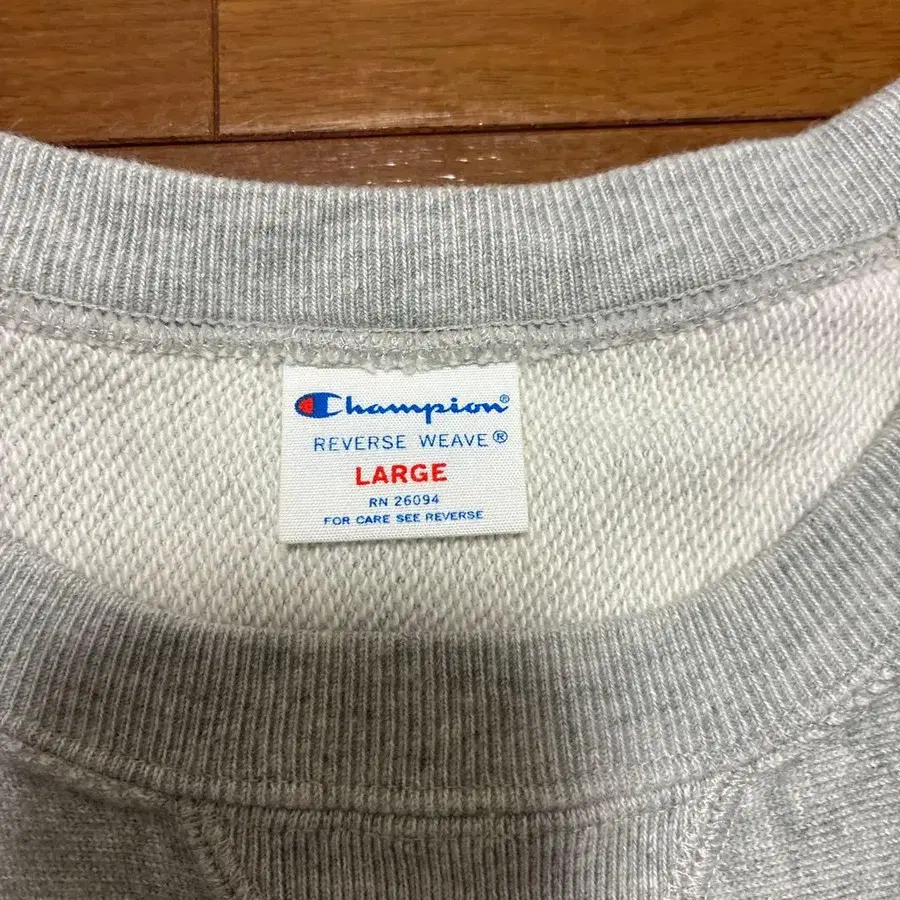 Champion®
REVERSE WEAVE®
LARGE
RN 26094
FOR CARE SEE REVERSE